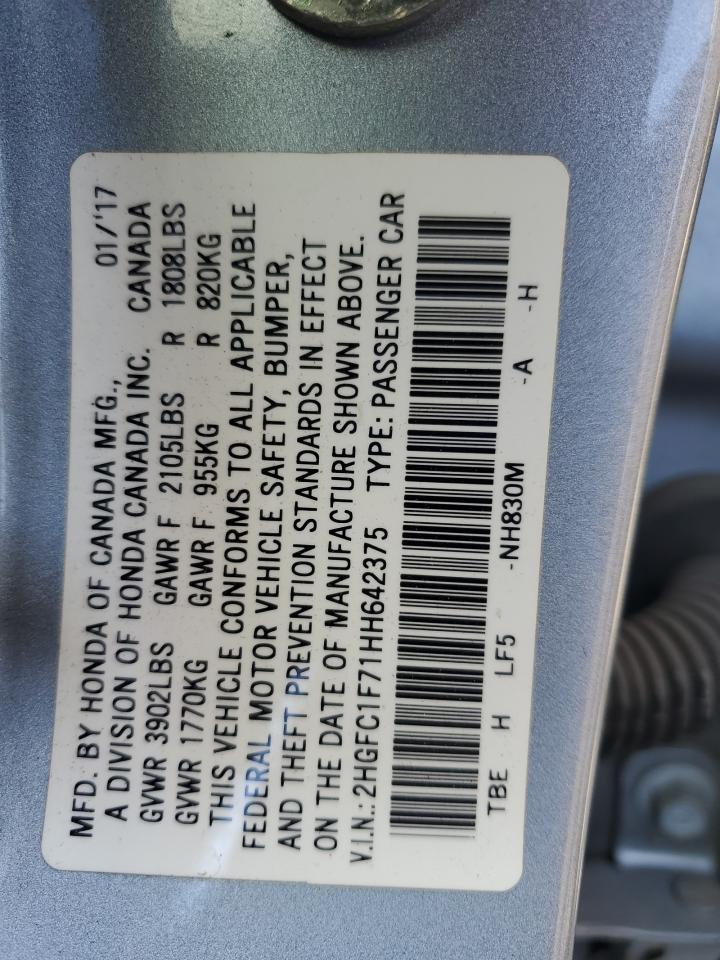 MFD. BY HONDA OF CANADA MFG., 01/'17
A DIVISION OF HONDA CANADA INC. CANADA
GVWR 3902LBS GAWR F 2105LBS R 1808LBS
GVWR 1770KG GAWR F 955KG R 820KG
THIS VEHICLE CONFORMS TO ALL APPLICABLE
FEDERAL MOTOR VEHICLE SAFETY, BUMPER,
AND THEFT PREVENTION STANDARDS IN EFFECT
ON THE DATE OF MANUFACTURE SHOWN ABOVE.
V.I.N.: 2HGFC1F71HH642375 TYPE: PASSENGER CAR
TBE H LF5 -NH830M -A -H